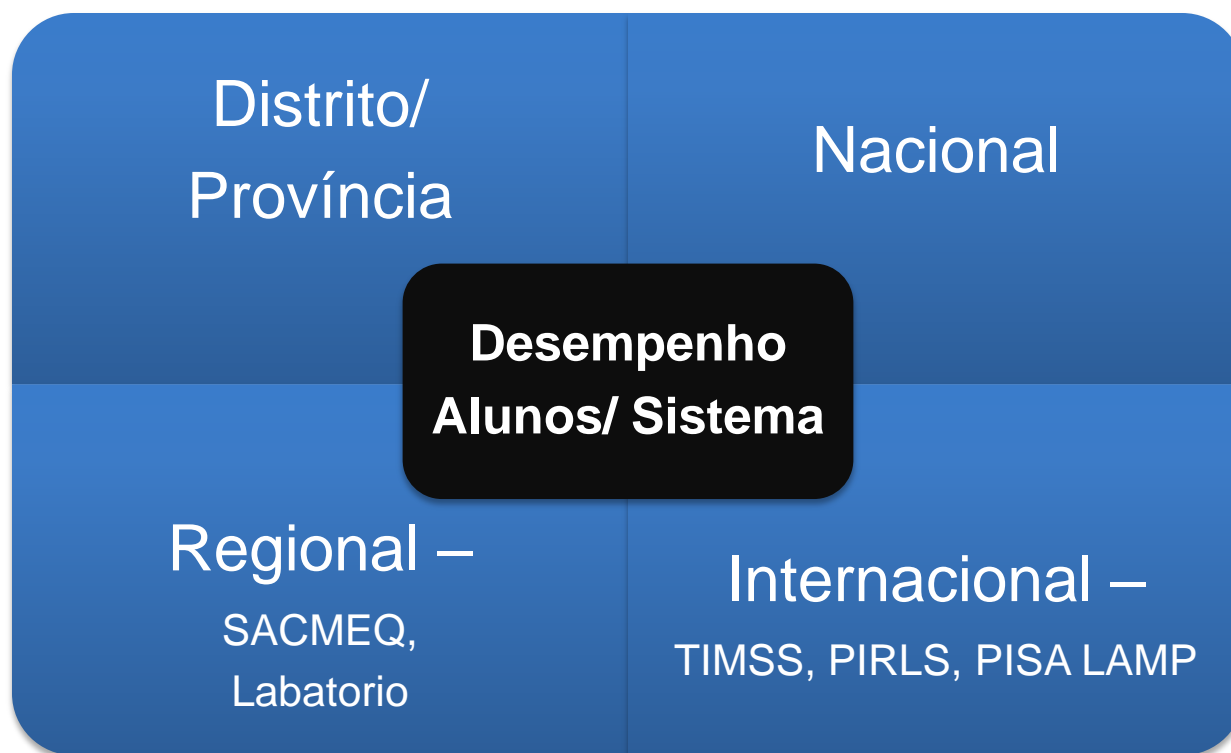 Distrito/
Província
Nacional
Desempenho
Alunos/ Sistema
Regional –
SACMEQ,
Labatorio
Internacional –
TIMSS, PIRLS, PISA LAMP